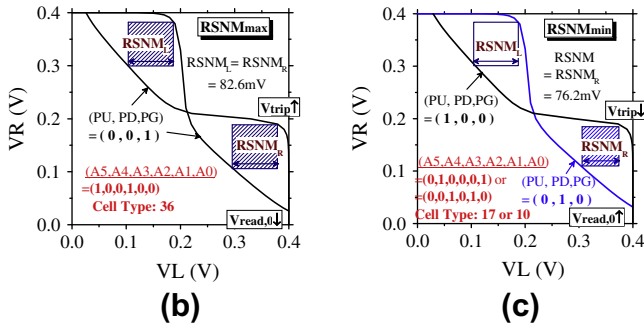 0.4
RSNMmax
RSNML
RSNML= RSNMR
= 82.6mV
0.3
(PU, PD,PG)
= ( 0 , 0 , 1 )
Vtrip↑
0.2
VR (V)
(A5,A4,A3,A2,A1,A0)
=(1,0,0,1,0,0)
Cell Type: 36
RSNMR
0.1
Vread,0↓
0.0
0.0 0.1 0.2 0.3 0.4
VL (V)
(b)
0.4
RSNMmin
RSNML
RSNM
= RSNMR
= 76.2mV
0.3
(PU, PD,PG)
= ( 1 , 0 , 0 )
Vtrip↓
0.2
VR (V)
(A5,A4,A3,A2,A1,A0)
=(0,1,0,0,0,1) or
=(0,0,1,0,1,0)
Cell Type: 17 or 10
RSNMR
(PU, PD,PG)
= ( 0 , 1 , 0 )
0.1
Vread,0↑
0.0
0.0 0.1 0.2 0.3 0.4
VL (V)
(c)